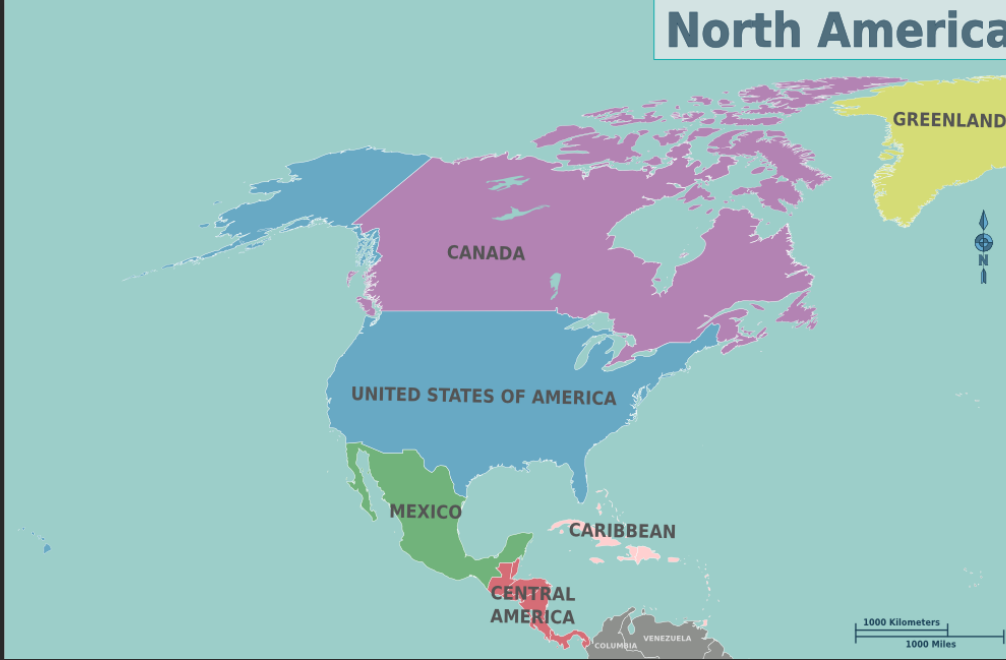 North America
GREENLAND
CANADA
N
UNITED STATES OF AMERICA
MEXICO
CARIBBEAN
CENTRAL
AMERICA
1000 Kilometers
1000 Miles
VENEZUELA
COLUMBIA